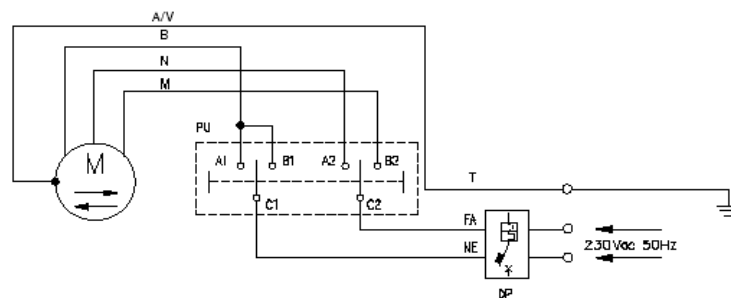 A/V
B
N
M
PU
A1 B1 A2 B2
M
T
C1 C2
FA
NE
230Vac 50Hz
DP